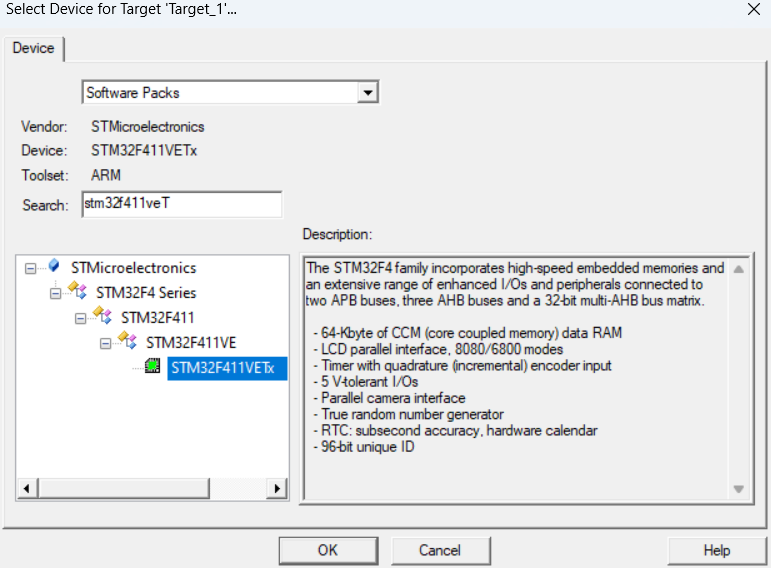 Select Device for Target 'Target_1'...
Device
Software Packs
Vendor: STMicroelectronics
Device: STM32F411VETx
Toolset: ARM
Search: stm32f411veT
Description:
STMicroelectronics
STM32F4 Series
STM32F411
STM32F411VE
STM32F411VETx
The STM32F4 family incorporates high-speed embedded memories and
an extensive range of enhanced I/Os and peripherals connected to
two APB buses, three AHB buses and a 32-bit multi-AHB bus matrix.
- 64-Kbyte of CCM (core coupled memory) data RAM
- LCD parallel interface, 8080/6800 modes
- Timer with quadrature (incremental) encoder input
- 5 V-tolerant I/Os
- Parallel camera interface
- True random number generator
- RTC: subsecond accuracy, hardware calendar
- 96-bit unique ID
OK Cancel Help